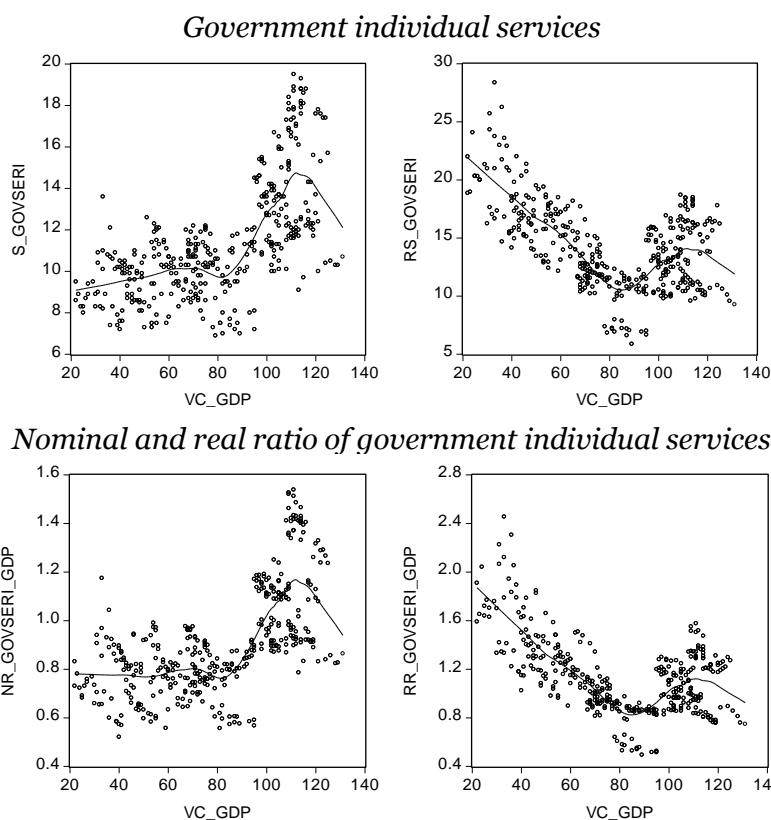 Government individual services
20
18
16
14
12
10
8
6
S_GOVSERI
20 40 60 80 100 120 140
VC_GDP
30
25
20
15
10
5
RS_GOVSERI
20 40 60 80 100 120 140
VC_GDP
Nominal and real ratio of government individual services
1.6
1.4
1.2
1.0
0.8
0.6
0.4
NR_GOVSERI_GDP
20 40 60 80 100 120 140
VC_GDP
2.8
2.4
2.0
1.6
1.2
0.8
0.4
RR_GOVSERI_GDP
20 40 60 80 100 120 14
VC_GDP